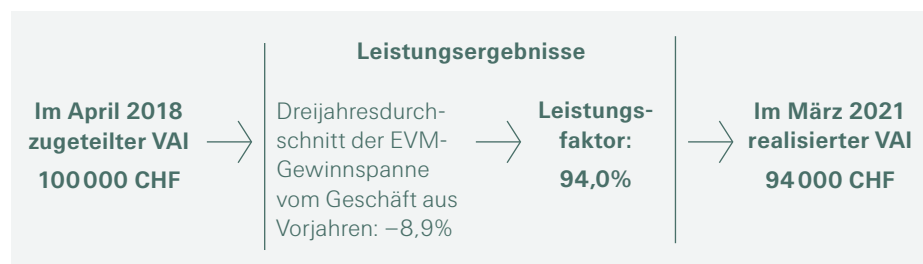 Leistungsergebnisse
Im April 2018
zugeteilter VAI
100 000 CHF
Dreijahresdurch-
schnitt der EVM-
Gewinnspanne
vom Geschäft aus
Vorjahren: –8,9%
Leistungs-
faktor:
94,0%
Im März 2021
realisierter VAI
94 000 CHF